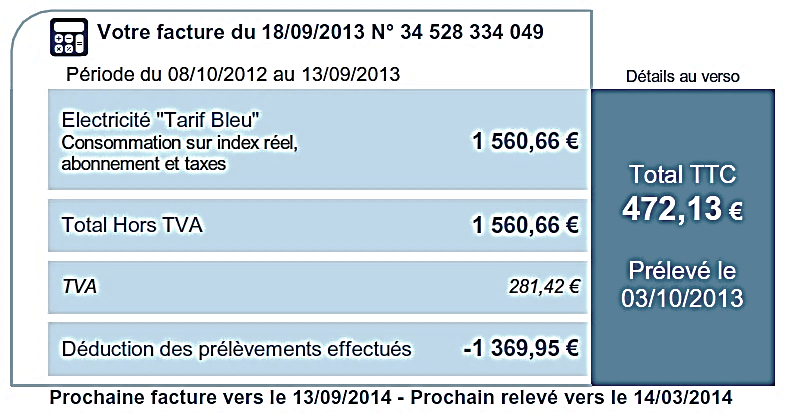 Votre facture du 18/09/2013 N° 34 528 334 049
Période du 08/10/2012 au 13/09/2013
Détails au verso
Electricité "Tarif Bleu"
Consommation sur index réel,
abonnement et taxes
1 560,66 €
Total Hors TVA
1 560,66 €
TVA
281,42 €
Déduction des prélèvements effectués
-1 369,95 €
Total TTC
472,13 €
Prélevé le
03/10/2013
Prochaine facture vers le 13/09/2014 - Prochain relevé vers le 14/03/2014